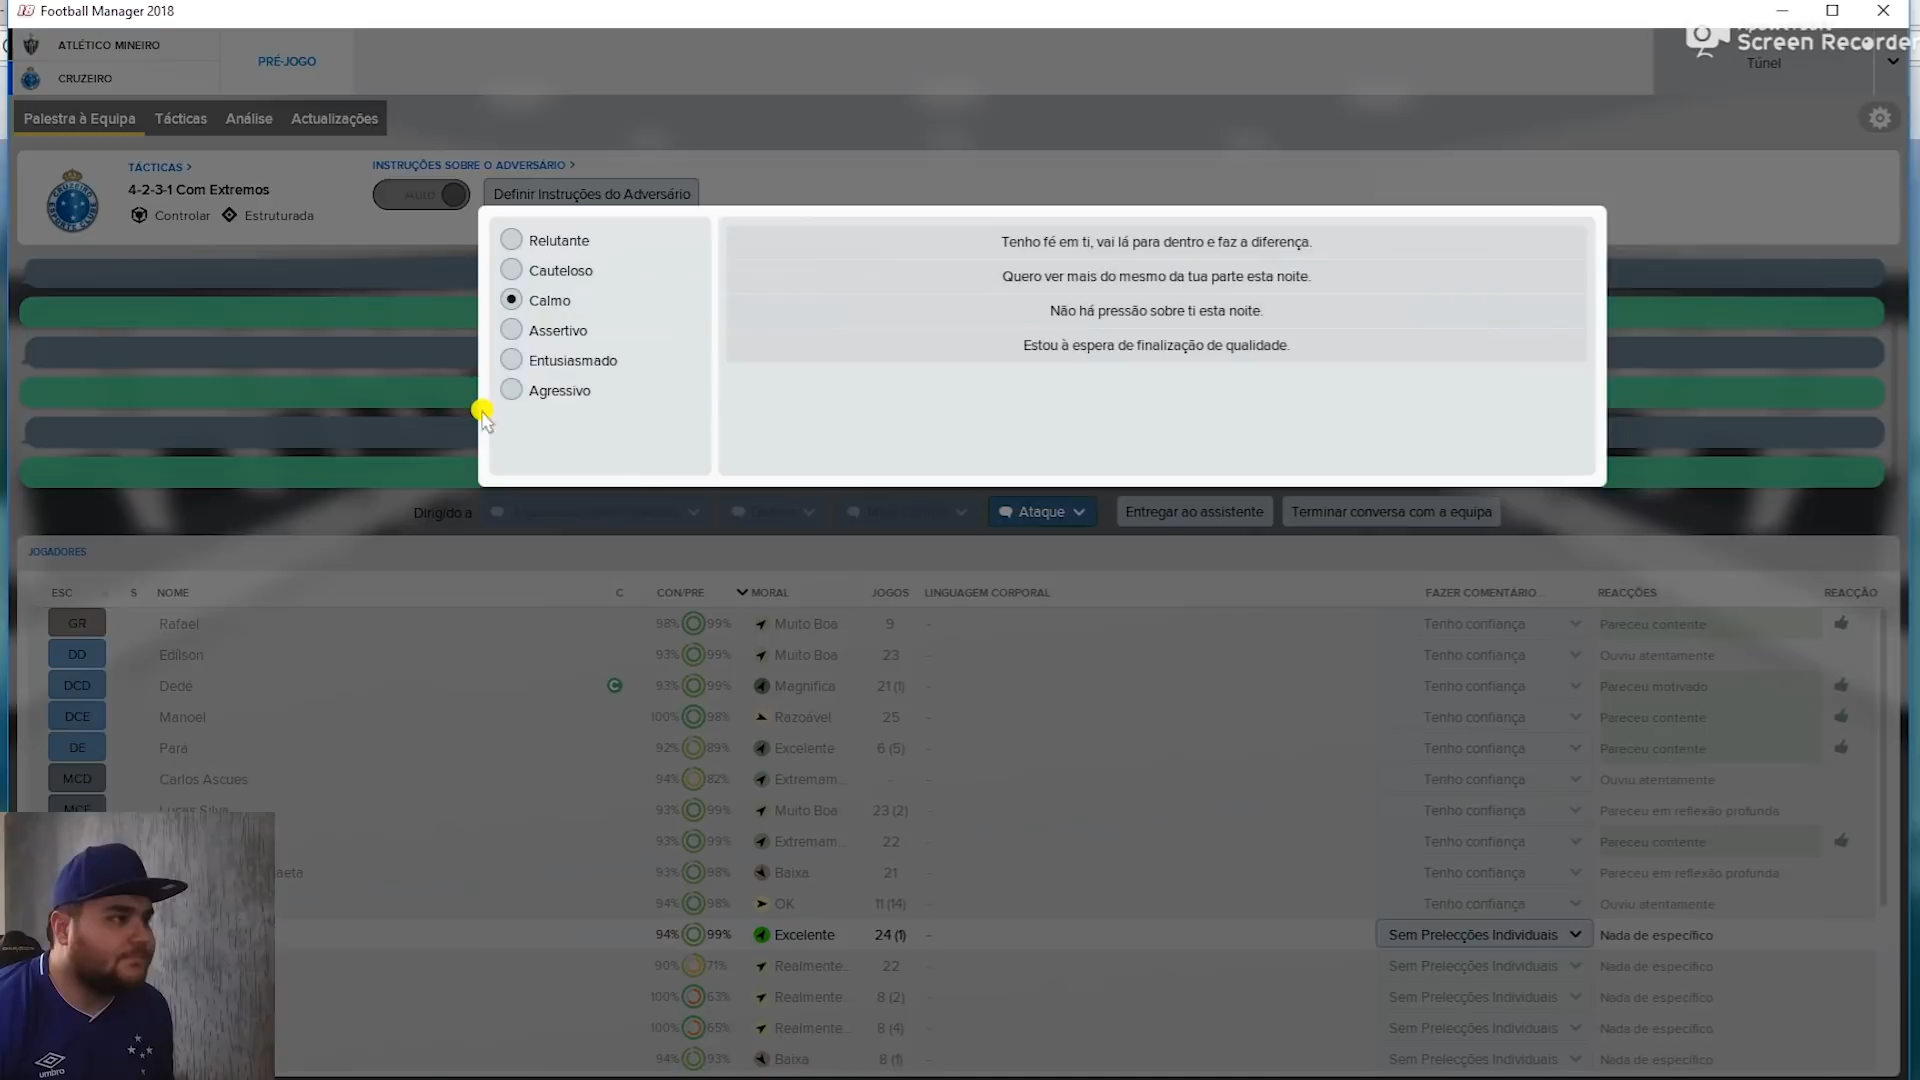 Football Manager 2018
ATLÉTICO MINEIRO
CRUZEIRO
PRÉ-JOGO
Screen Recorder
Túnel
Palestra à Equipa Tácticas Análise Actualizações
TÁCTICAS >
4-2-3-1 Com Extremos
Controlar Estruturada
INSTRUÇÕES SOBRE O ADVERSÁRIO >
AUTO
Definir Instruções do Adversário
Relutante
Cauteloso
Calmo
Assertivo
Entusiasmado
Agressivo
Tenho fé em ti, vai lá para dentro e faz a diferença.
Quero ver mais do mesmo da tua parte esta noite.
Não há pressão sobre ti esta noite.
Estou à espera de finalização de qualidade.
Dirigido a Ataque Entregar ao assistente Terminar conversa com a equipa
JOGADORES
ESC S NOME C CON/PRE MORAL JOGOS LINGUAGEM CORPORAL FAZER COMENTÁRIO... REACÇÕES REACÇÃO
GR Rafael 98% 99% Muito Boa 9 - Tenho confiança Pareceu contente
DD Edílson 93% 99% Muito Boa 23 - Tenho confiança Ouviu atentamente
DCD Dedé C 93% 99% Magnífica 21 (1) - Tenho confiança Pareceu motivado
DCE Manoel 100% 98% Razoável 25 - Tenho confiança Pareceu contente
DE Pará 92% 89% Excelente 6 (5) - Tenho confiança Pareceu contente
MCD Carlos Ascues 94% 82% Extremam... - - Tenho confiança Ouviu atentamente
MCE Lucas Silva 93% 99% Muito Boa 23 (2) - Tenho confiança Pareceu em reflexão profunda
93% 99% Extremam... 22 - Tenho confiança Pareceu contente
aeta 93% 98% Baixa 21 - Tenho confiança Pareceu em reflexão profunda
94% 98% OK 11 (14) - Tenho confiança Ouviu atentamente
94% 99% Excelente 24 (1) - Sem Prelecções Individuais Nada de específico
90% 71% Realmente... 22 - Sem Prelecções Individuais Nada de específico
100% 63% Realmente... 8 (2) - Sem Prelecções Individuais Nada de específico
100% 65% Realmente... 8 (4) - Sem Prelecções Individuais Nada de específico
94% 93% Baixa 8 (1) - Sem Prelecções Individuais Nada de específico
umbro